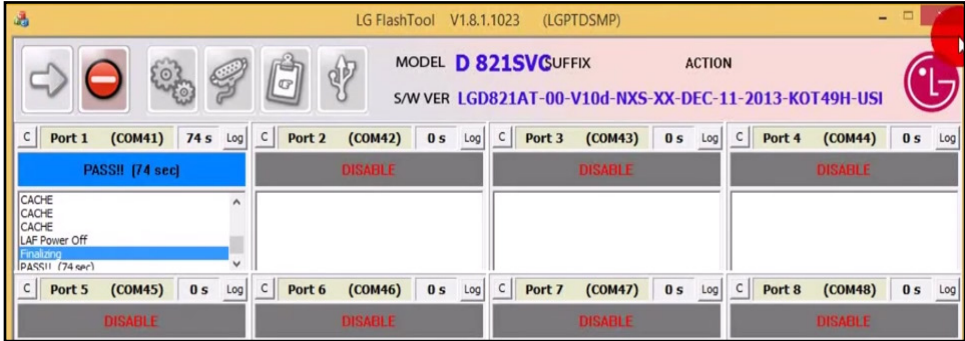 LG FlashTool V1.8.1.1023 (LGPTDSMP)
MODEL D 821SVC SUFFIX ACTION
S/W VER LGD821AT-00-V10d-NXS-XX-DEC-11-2013-KOT49H-USI
LG
C Port 1 (COM41) 74 s Log C Port 2 (COM42) 0 s Log C Port 3 (COM43) 0 s Log C Port 4 (COM44) 0 s Log
PASS!! (74 sec) DISABLE DISABLE DISABLE
CACHE
CACHE
CACHE
LAF Power Off
Finalizing
PASS!! (74 sec)
C Port 5 (COM45) 0 s Log C Port 6 (COM46) 0 s Log C Port 7 (COM47) 0 s Log C Port 8 (COM48) 0 s Log
DISABLE DISABLE DISABLE DISABLE